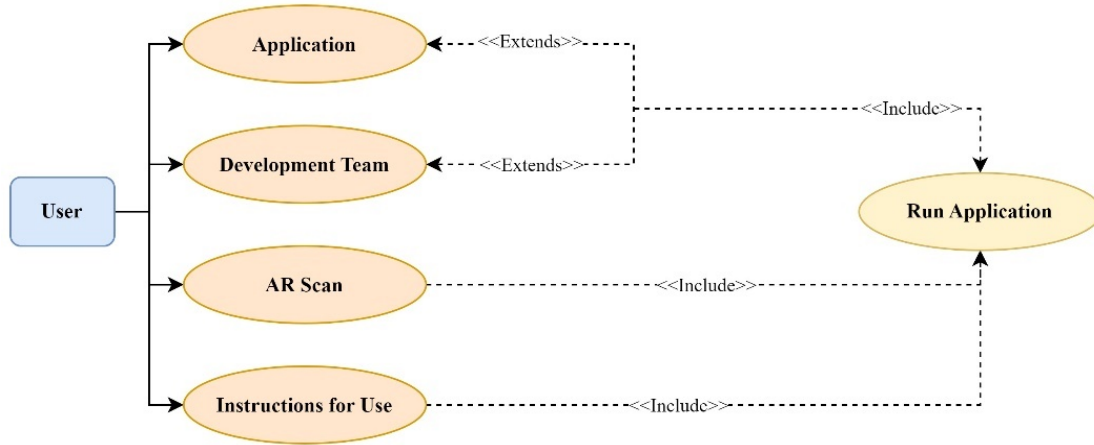 Application
<<Extends>>
<<Include>>
Development Team
<<Extends>>
User
Run Application
AR Scan
<<Include>>
Instructions for Use
<<Include>>